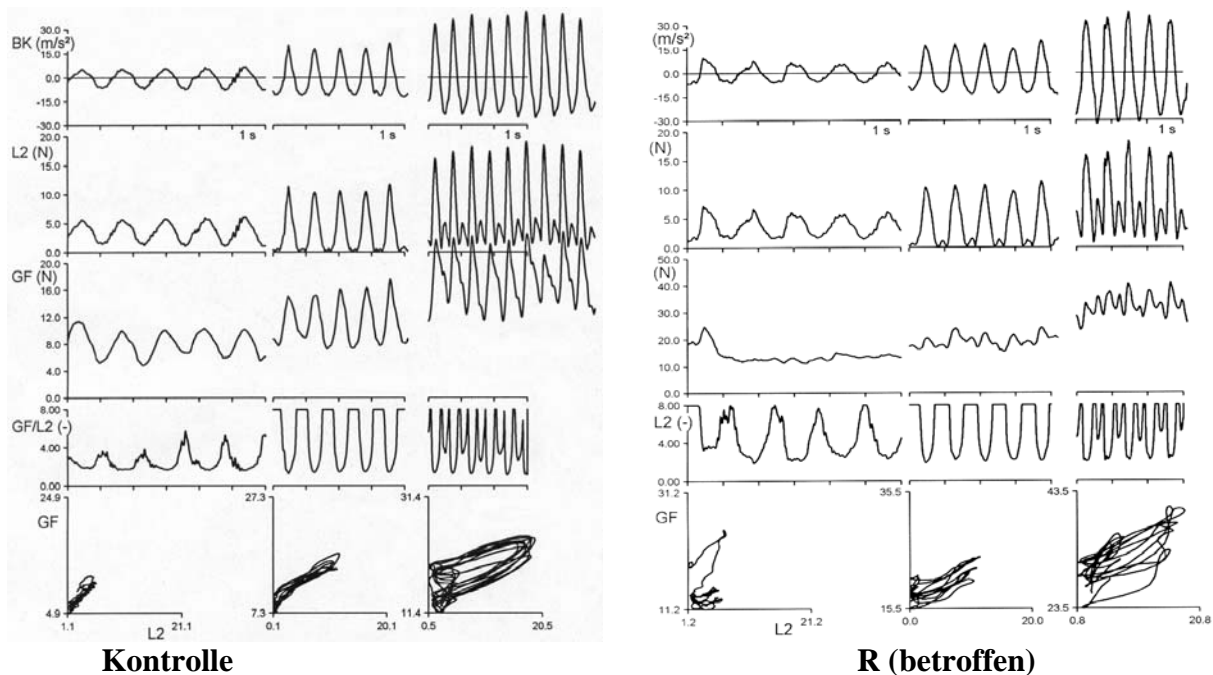 30.0
BK (m/s²)
15.0
0.0
-15.0
-30.0
1 s 1 s 1 s
20.0
L2 (N)
15.0
10.0
5.0
0.0
20.0
GF (N)
16.0
12.0
8.0
4.0
0.0
8.00
GF/L2 (-)
4.00
0.00
24.9 27.3 31.4
GF
4.9 7.3 11.4
1.1 21.1 0.1 20.1 0.5 20.5
L2
Kontrolle
30.0
(m/s²)
15.0
0.0
-15.0
-30.0
1 s 1 s 1 s
20.0
(N)
15.0
10.0
5.0
0.0
50.0
(N)
40.0
30.0
20.0
10.0
0.0
8.00
L2 (-)
4.00
0.00
31.2 35.5 43.5
GF
11.2 15.5 23.5
1.2 21.2 0.0 20.0 0.8 20.8
L2
R (betroffen)